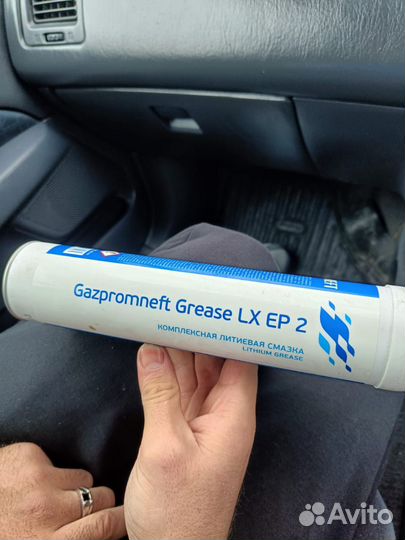 Gazpromneft Grease LX EP 2
КОМПЛЕКСНАЯ ЛИТИЕВАЯ СМАЗКА
LITHIUM GREASE
Avito